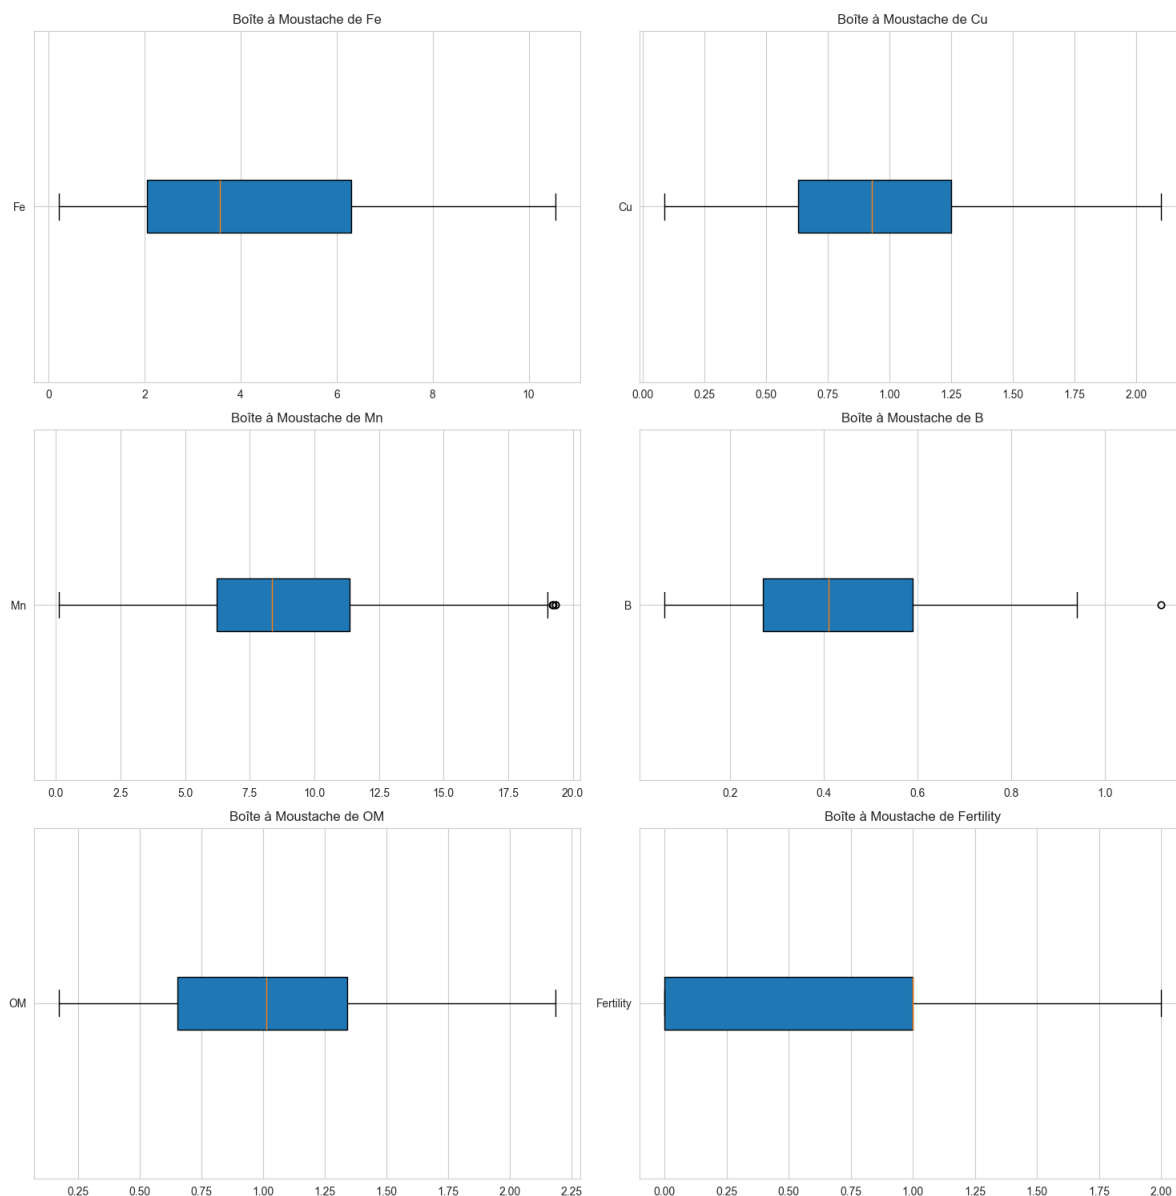 Boîte à Moustache de Fe
Fe
0 2 4 6 8 10
Boîte à Moustache de Cu
Cu
0.00 0.25 0.50 0.75 1.00 1.25 1.50 1.75 2.00
Boîte à Moustache de Mn
Mn
0.0 2.5 5.0 7.5 10.0 12.5 15.0 17.5 20.0
Boîte à Moustache de B
B
0.2 0.4 0.6 0.8 1.0
Boîte à Moustache de OM
OM
0.25 0.50 0.75 1.00 1.25 1.50 1.75 2.00 2.25
Boîte à Moustache de Fertility
Fertility
0.00 0.25 0.50 0.75 1.00 1.25 1.50 1.75 2.00